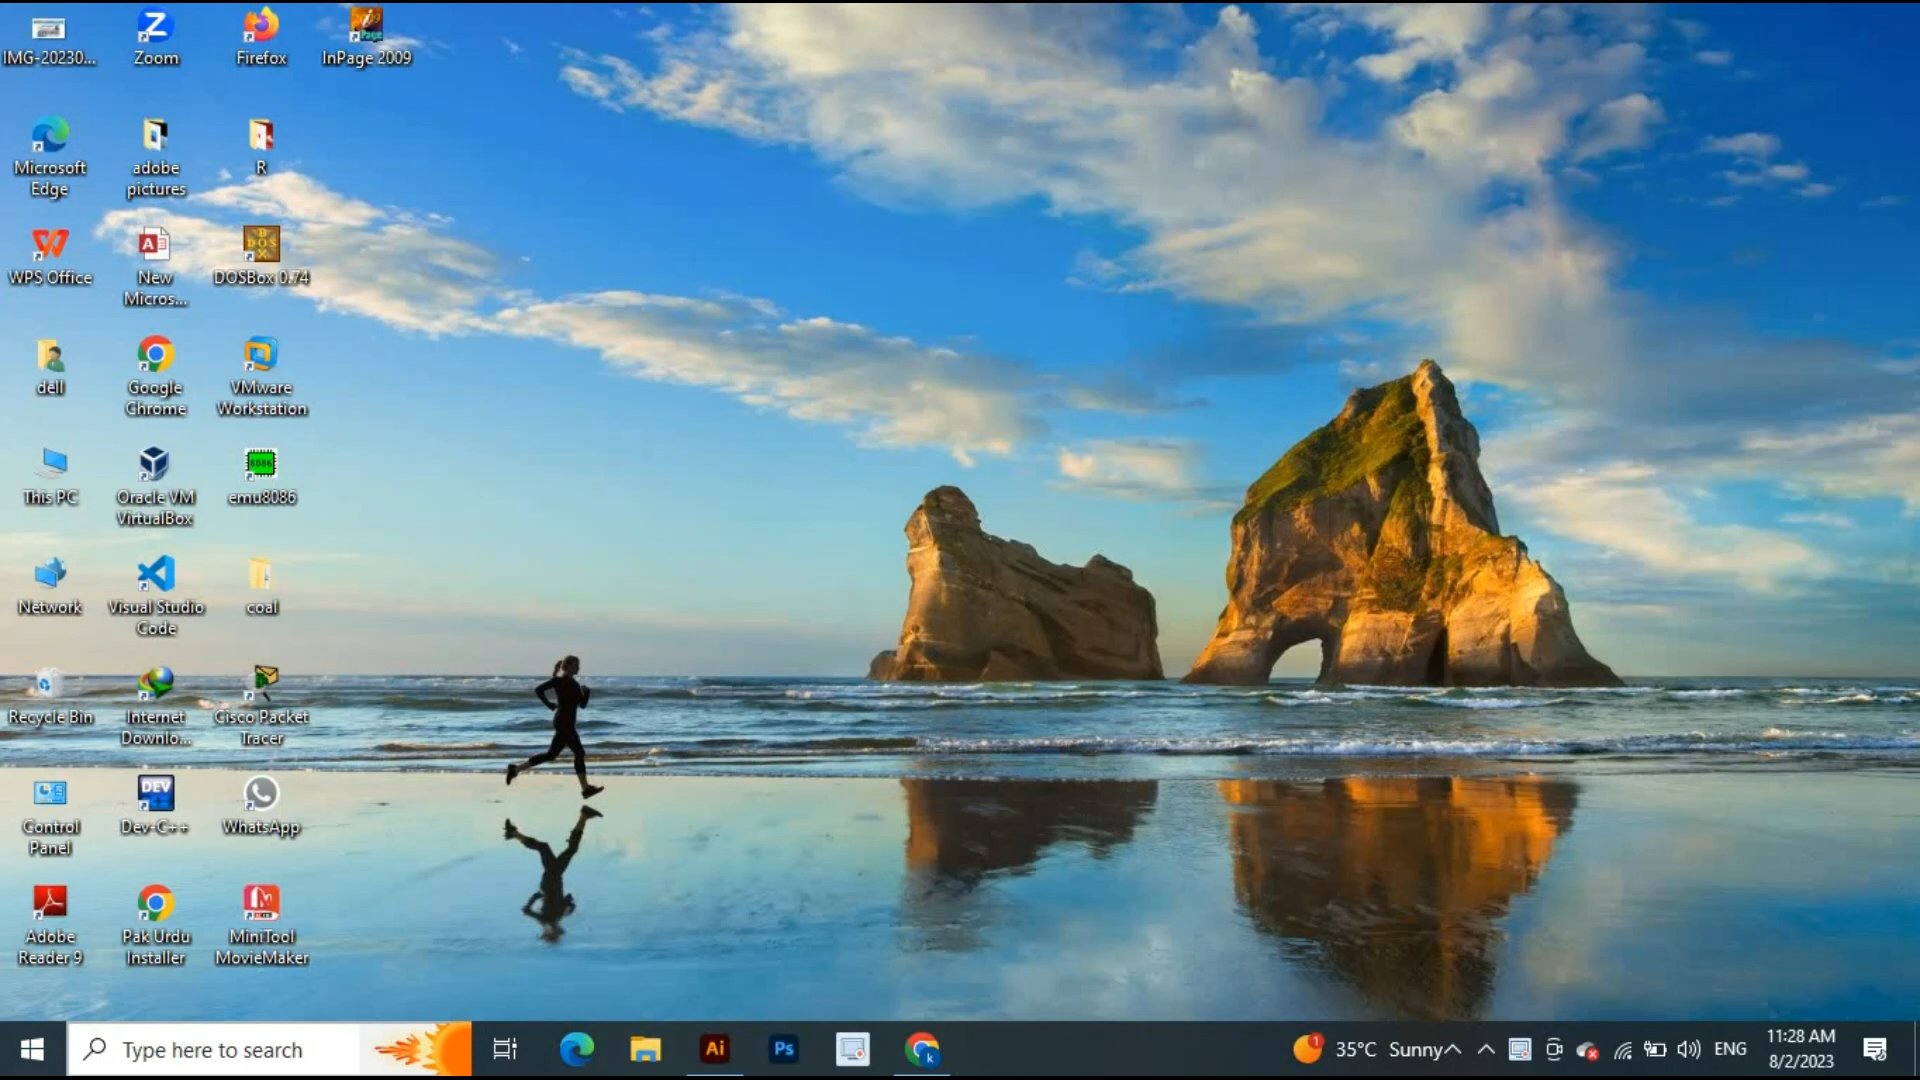 IMG-20230...
Zoom
Firefox
InPage 2009
Microsoft
Edge
adobe
pictures
R
WPS Office
New
Micros...
DOSBox 0.74
dell
Google
Chrome
VMware
Workstation
This PC
Oracle VM
VirtualBox
emu8086
Network
Visual Studio
Code
coal
Recycle Bin
Internet
Downlo...
Cisco Packet
Tracer
Control
Panel
Dev-C++
WhatsApp
Adobe
Reader 9
Pak Urdu
Installer
MiniTool
MovieMaker
Type here to search
Ai
Ps
k
1
35°C Sunny
ENG
11:28 AM
8/2/2023